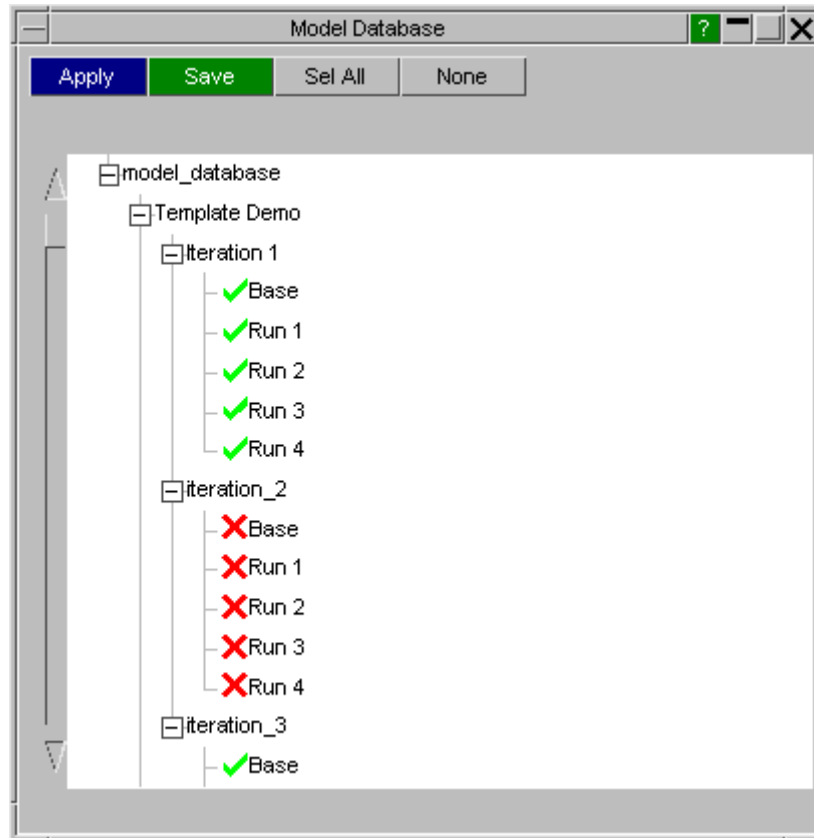 Model Database ?
Apply Save Sel All None
model_database
Template Demo
Iteration 1
Base
Run 1
Run 2
Run 3
Run 4
iteration_2
Base
Run 1
Run 2
Run 3
Run 4
iteration_3
Base